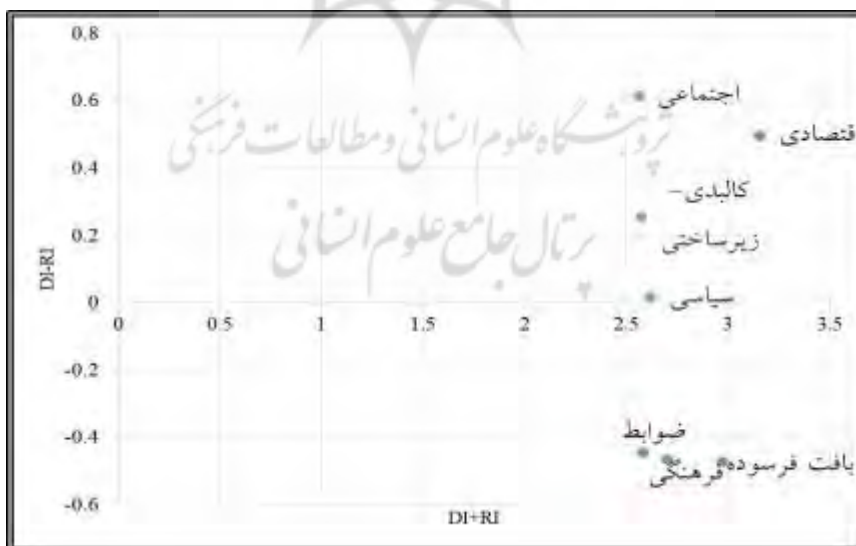 0.8
0.6
0.4
0.2
0
-0.2
-0.4
-0.6
0
0.5
1
1.5
2
2.5
3
3.5
DI-RI
DI+RI
اجتماعی
قتصادی
کالبدی-
زیرساختی
سیاسی
ضوابط
فرهنگی
بافت فرسوده
پژوهشگاه علوم انسانی و مطالعات فرهنگی
پرتال جامع علوم انسانی